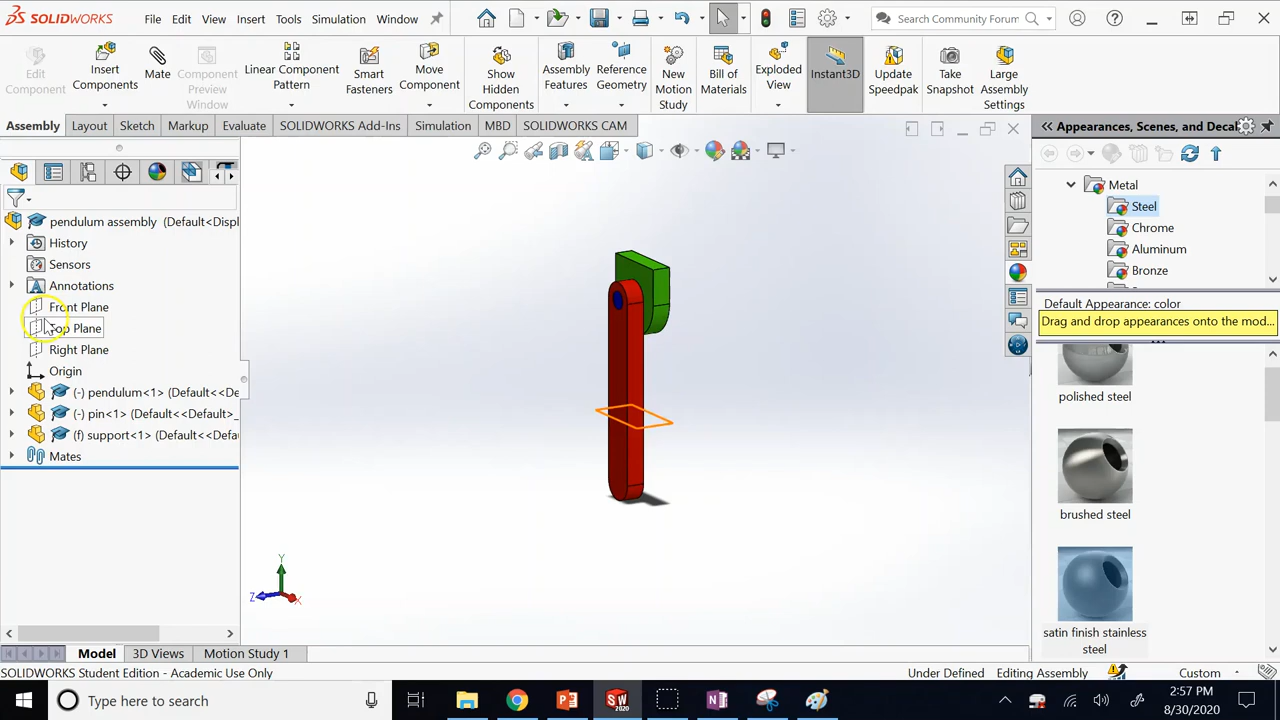 SOLIDWORKS File Edit View Insert Tools Simulation Window Search Community Forum
Edit Component
Insert Components
Mate
Component Preview Window
Linear Component Pattern
Smart Fasteners
Move Component
Show Hidden Components
Assembly Features
Reference Geometry
New Motion Study
Bill of Materials
Exploded View
Instant3D
Update Speedpak
Take Snapshot
Large Assembly Settings
Assembly Layout Sketch Markup Evaluate SOLIDWORKS Add-Ins Simulation MBD SOLIDWORKS CAM
Appearances, Scenes, and Decal
pendulum assembly (Default<Displ
History
Sensors
Annotations
Front Plane
Top Plane
Right Plane
Origin
(-) pendulum<1> (Default<<De
(-) pin<1> (Default<<Default>_
(f) support<1> (Default<<Defau
Mates
Y
Z
X
Metal
Steel
Chrome
Aluminum
Bronze
Default Appearance: color
Drag and drop appearances onto the mod...
polished steel
brushed steel
satin finish stainless
steel
Model 3D Views Motion Study 1
SOLIDWORKS Student Edition - Academic Use Only Under Defined Editing Assembly Custom
Type here to search
2:57 PM
8/30/2020